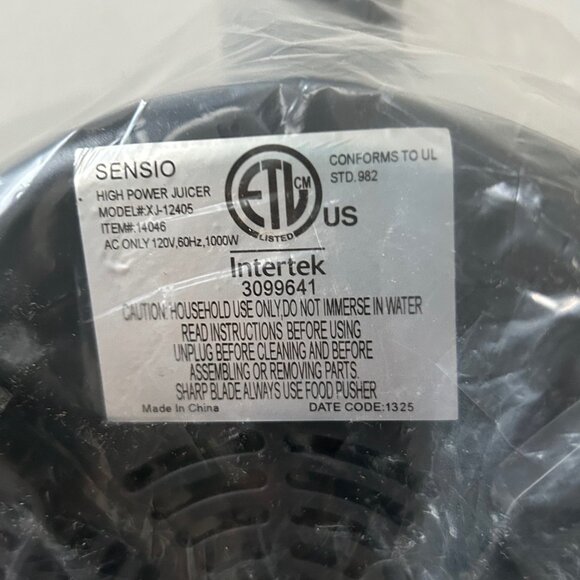 SENSIO
HIGH POWER JUICER
MODEL#:XJ-12405
ITEM#:14046
AC ONLY 120V,60Hz,1000W
ETL CM
LISTED
US
CONFORMS TO UL
STD.982
Intertek
3099641
CAUTION:HOUSEHOLD USE ONLY,DO NOT IMMERSE IN WATER
READ INSTRUCTIONS BEFORE USING
UNPLUG BEFORE CLEANING AND BEFORE
ASSEMBLING OR REMOVING PARTS.
SHARP BLADE ALWAYS USE FOOD PUSHER
Made In China
DATE CODE:1325